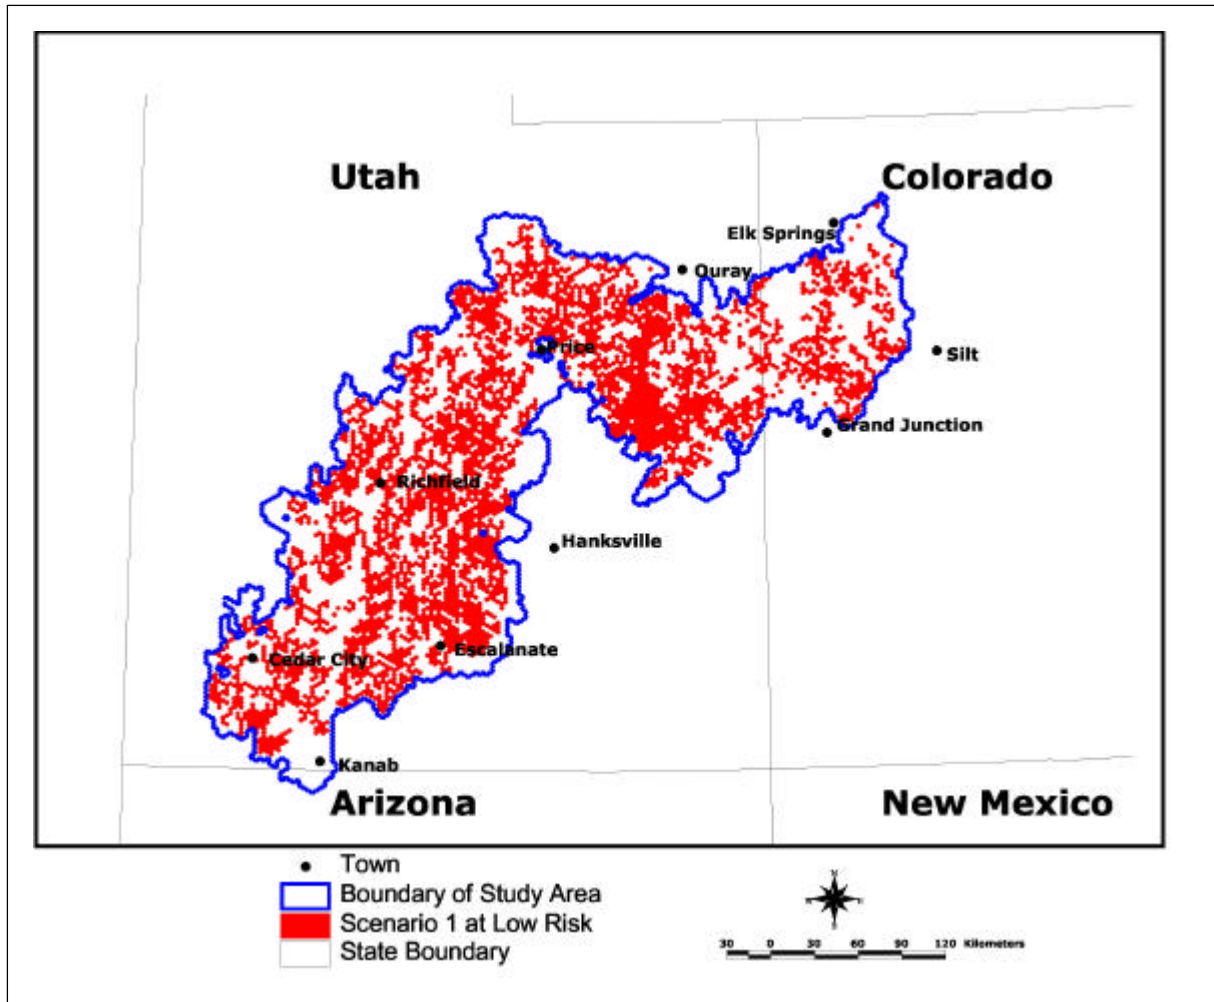 Utah
Colorado
Elk Springs
Ouray
Price
Silt
Grand Junction
Richfield
Hanksville
Escalanate
Cedar City
Kanab
Arizona
New Mexico
Town
Boundary of Study Area
Scenario 1 at Low Risk
State Boundary
N
S
30 0 30 60 90 120 Kilometers